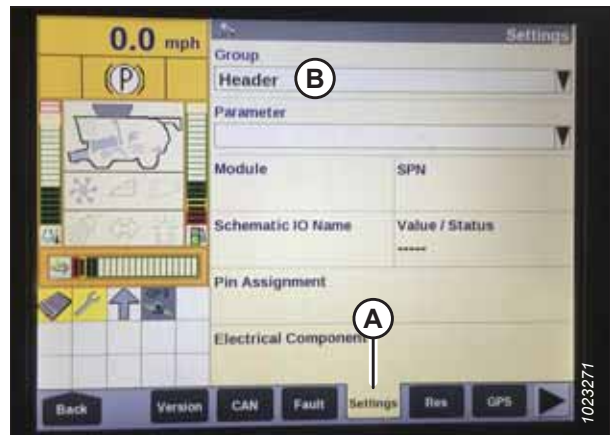 0.0 mph
(P)
Settings
Group
Header
B
Parameter
Module
SPN
Schematic IO Name
Value / Status
-----
Pin Assignment
A
Electrical Component
Back
Version
CAN
Fault
Settings
Res
GPS
1023271